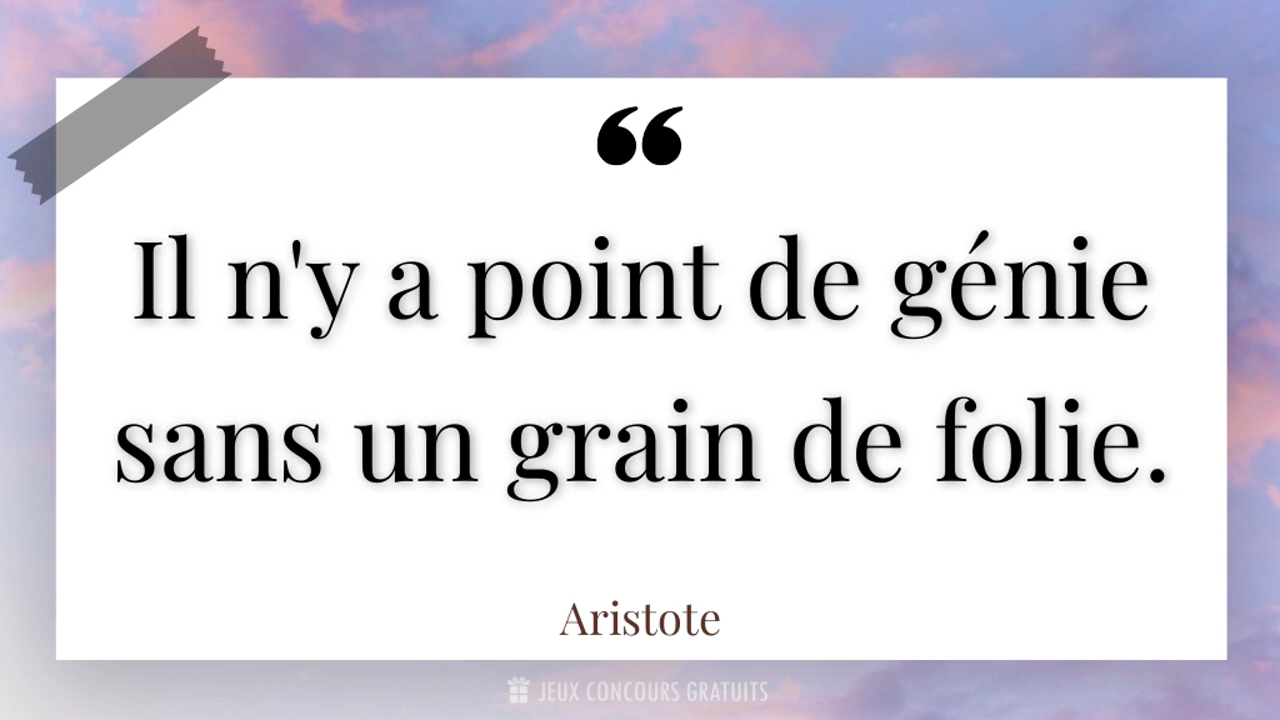 “
Il n'y a point de génie
sans un grain de folie.
Aristote
JEUX CONCOURS GRATUITS